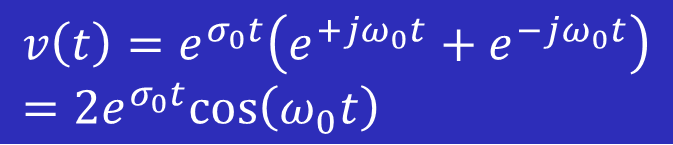 v(t) = e^{σ₀t}(e^{+jω₀t} + e^{−jω₀t})
= 2e^{σ₀t}cos(ω₀t)